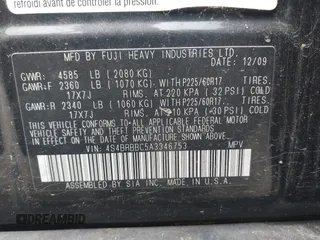 refroidi avant de corriger la pression.
MFD BY FUJI HEAVY INDUSTRIES LTD.
DATE 12/09
GVWR: 4585 LB (2080 KG)
GAWR:F 2360 LB (1070 KG)-WITH P225/60R17 TIRES.
17X7J RIMS. AT 220 KPA (32 PSI) COLD
GAWR:R 2340 LB (1060 KG)-WITH P225/60R17.. TIRES.
17X7J RIMS. AT 210 KPA (30 PSI) COLD
THIS VEHICLE CONFORMS TO ALL APPLICABLE
U.S. FEDERAL MOTOR VEHICLE SAFETY AND
BUMPER AND THEFT PREVENTION STANDARDS
IN EFFECT ON THE DATE OF MANUFACTURE
SHOWN ABOVE.
VIN: 4S4BRBBC5A3346753 MPV
BUILT BY SIA INC. MADE IN U.S.A.
DREAMBID